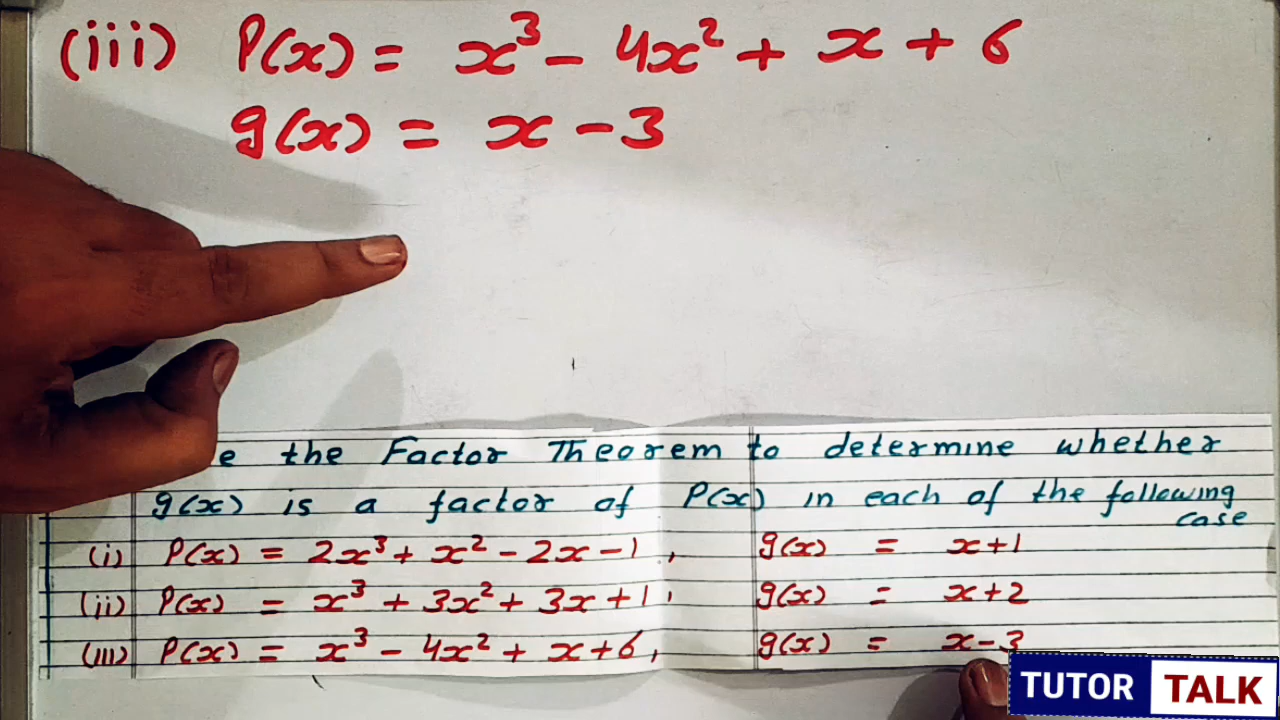 (iii) P(x) = x³ - 4x² + x + 6
g(x) = x - 3
e the Factor Theorem to determine whether
g(x) is a factor of P(x) in each of the following
case
(i) P(x) = 2x³ + x² - 2x - 1, g(x) = x+1
(ii) P(x) = x³ + 3x² + 3x + 1, g(x) = x+2
(iii) P(x) = x³ - 4x² + x + 6, g(x) = x-3
TUTOR TALK